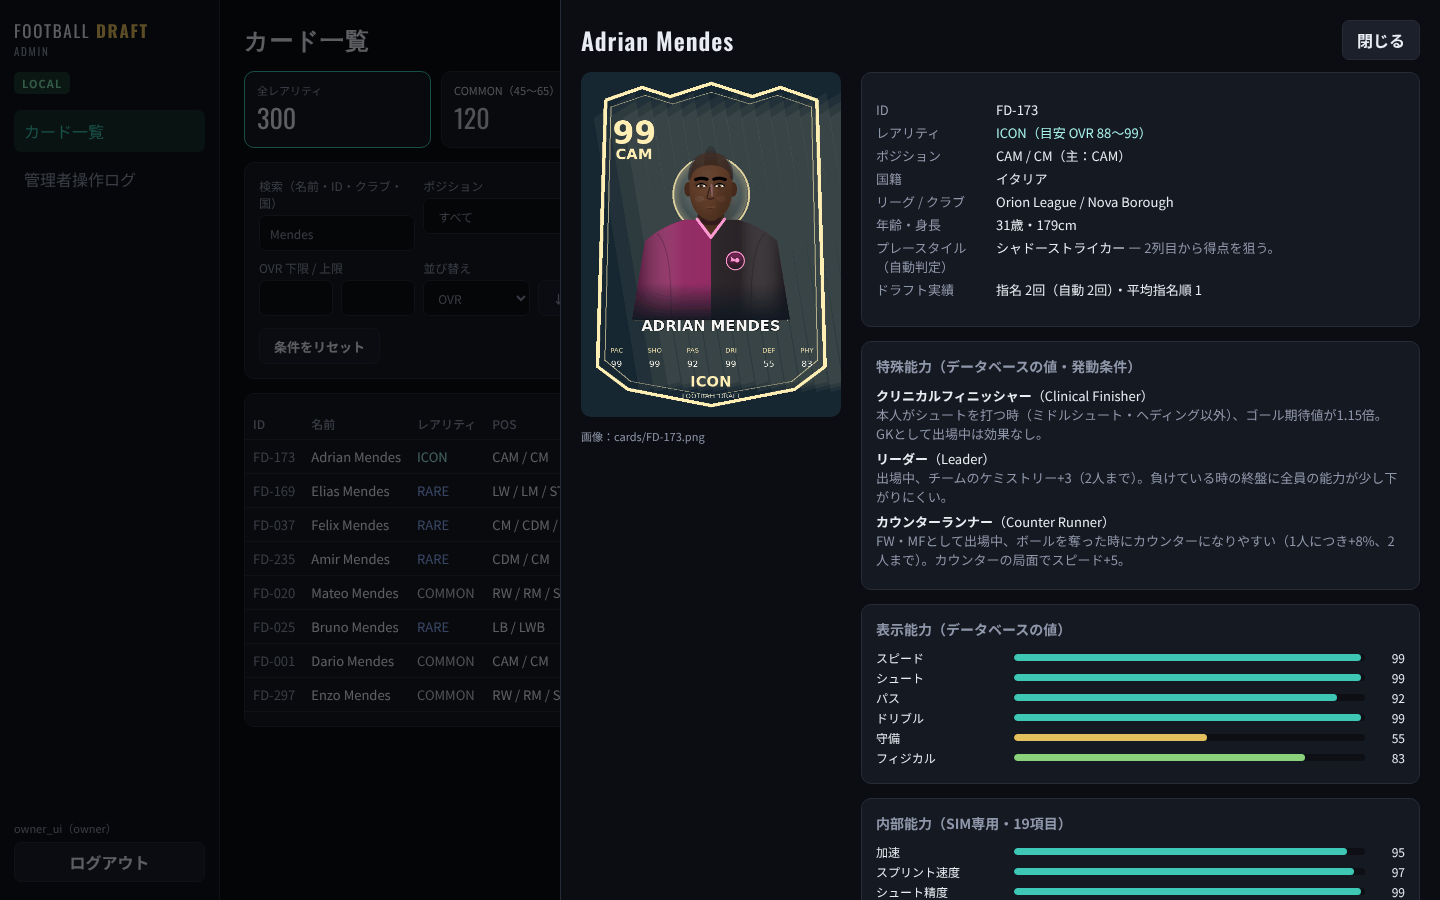 FOOTBALL DRAFT
ADMIN
LOCAL
カード一覧
管理者操作ログ
owner_ui（owner）
ログアウト
カード一覧
全レアリティ
300
COMMON（45〜65）
120
検索（名前・ID・クラブ・
国）
Mendes
ポジション
すべて
OVR 下限 / 上限
並び替え
OVR
↓
条件をリセット
ID 名前 レアリティ POS
FD-173 Adrian Mendes ICON CAM / CM
FD-169 Elias Mendes RARE LW / LM / ST
FD-037 Felix Mendes RARE CM / CDM /
FD-235 Amir Mendes RARE CDM / CM
FD-020 Mateo Mendes COMMON RW / RM / S
FD-025 Bruno Mendes RARE LB / LWB
FD-001 Dario Mendes COMMON CAM / CM
FD-297 Enzo Mendes COMMON RW / RM / S
Adrian Mendes
閉じる
99
CAM
ADRIAN MENDES
PAC SHO PAS DRI DEF PHY
99 99 92 99 55 83
ICON
FOOTBALL DRAFT
画像：cards/FD-173.png
ID FD-173
レアリティ ICON（目安 OVR 88〜99）
ポジション CAM / CM（主：CAM）
国籍 イタリア
リーグ / クラブ Orion League / Nova Borough
年齢・身長 31歳・179cm
プレースタイル シャドーストライカー — 2列目から得点を狙う。
（自動判定）
ドラフト実績 指名 2回（自動 2回）・平均指名順 1
特殊能力（データベースの値・発動条件）
クリニカルフィニッシャー（Clinical Finisher）
本人がシュートを打つ時（ミドルシュート・ヘディング以外）、ゴール期待値が1.15倍。
GKとして出場中は効果なし。
リーダー（Leader）
出場中、チームのケミストリー+3（2人まで）。負けている時の終盤に全員の能力が少し下
がりにくい。
カウンターランナー（Counter Runner）
FW・MFとして出場中、ボールを奪った時にカウンターになりやすい（1人につき+8%、2
人まで）。カウンターの局面でスピード+5。
表示能力（データベースの値）
スピード 99
シュート 99
パス 92
ドリブル 99
守備 55
フィジカル 83
内部能力（SIM専用・19項目）
加速 95
スプリント速度 97
シュート精度 99